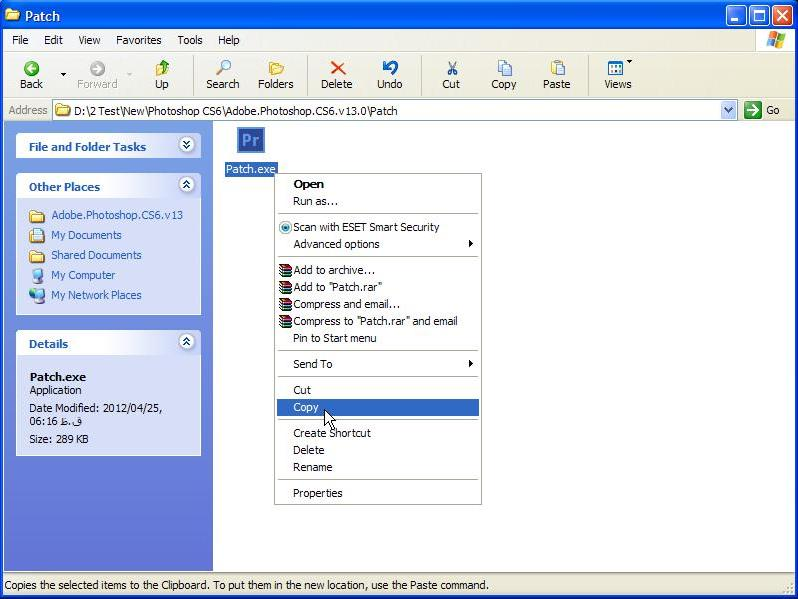 Patch
File Edit View Favorites Tools Help
Back Forward Up Search Folders Delete Undo Cut Copy Paste Views
Address D:\2 Test\New\Photoshop CS6\Adobe.Photoshop.CS6.v13.0\Patch Go
File and Folder Tasks
Other Places
Adobe.Photoshop.CS6.v13
My Documents
Shared Documents
My Computer
My Network Places
Details
Patch.exe
Application
Date Modified: 2012/04/25,
06:16 ق.ظ
Size: 289 KB
Pr
Patch.exe
Open
Run as...
Scan with ESET Smart Security
Advanced options
Add to archive...
Add to "Patch.rar"
Compress and email...
Compress to "Patch.rar" and email
Pin to Start menu
Send To
Cut
Copy
Create Shortcut
Delete
Rename
Properties
Copies the selected items to the Clipboard. To put them in the new location, use the Paste command.